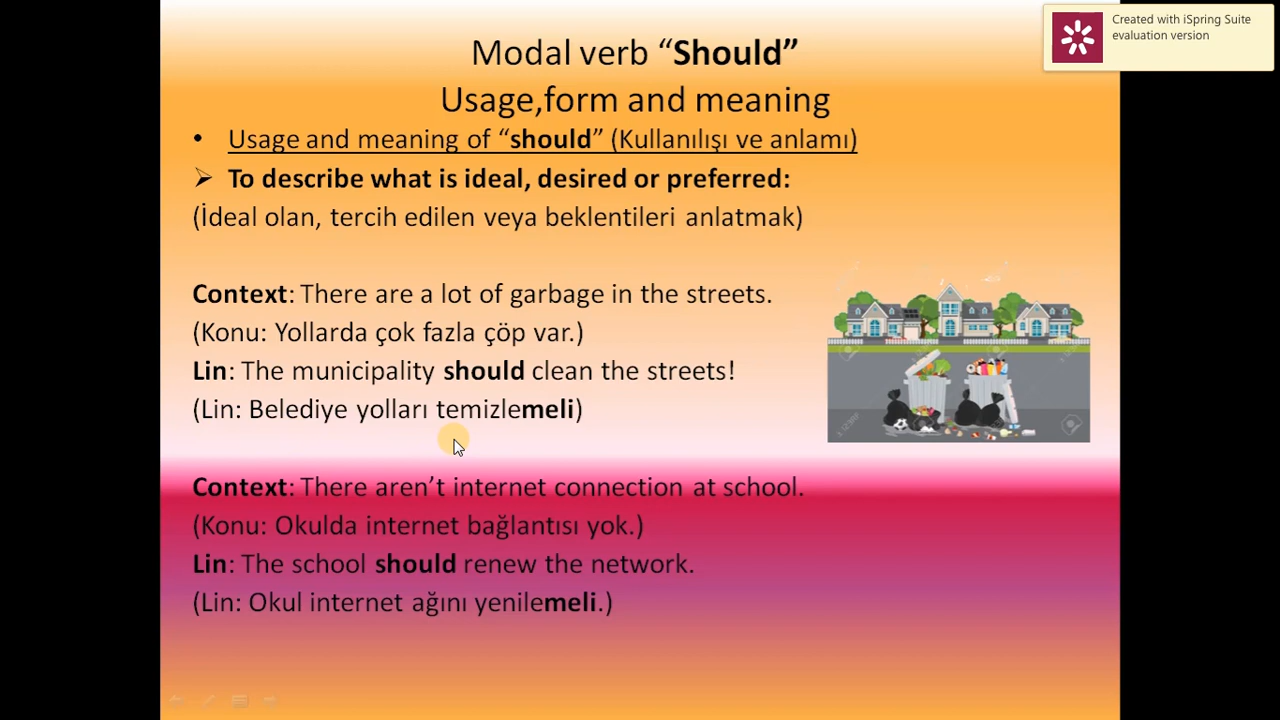 Created with iSpring Suite
evaluation version
Modal verb “Should”
Usage,form and meaning
• Usage and meaning of “should” (Kullanılışı ve anlamı)
➢ To describe what is ideal, desired or preferred:
(İdeal olan, tercih edilen veya beklentileri anlatmak)
Context: There are a lot of garbage in the streets.
(Konu: Yollarda çok fazla çöp var.)
Lin: The municipality should clean the streets!
(Lin: Belediye yolları temizlemeli)
Context: There aren’t internet connection at school.
(Konu: Okulda internet bağlantısı yok.)
Lin: The school should renew the network.
(Lin: Okul internet ağını yenilemeli.)